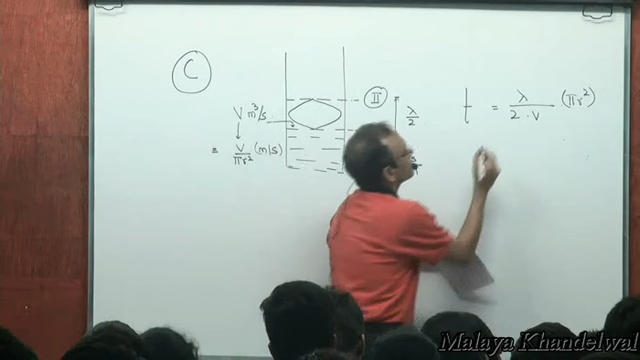 C
V m³/s
= V/πr² (m/s)
II
λ/2
t = λ/2·V (πr²)
Malaya Khandelwal